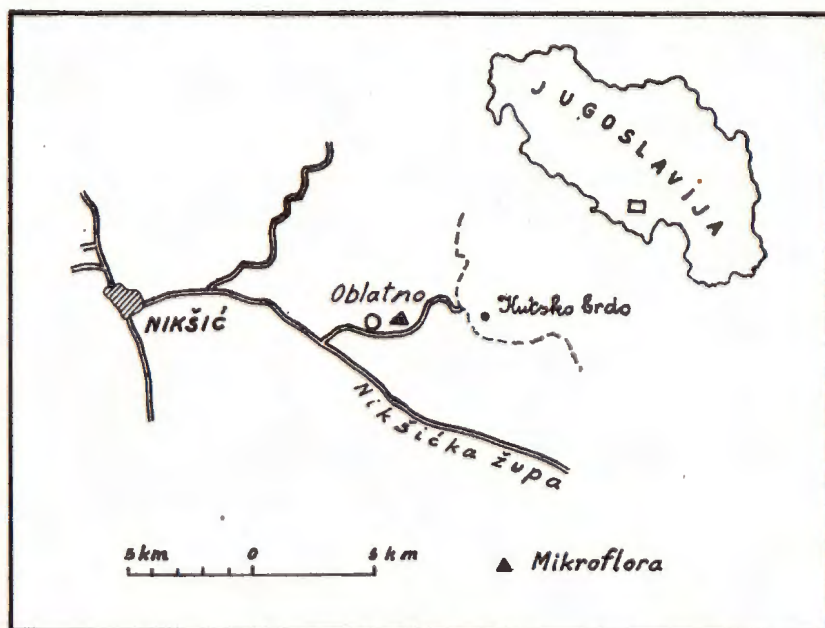 JUGOSLAVIJA
Oblatno
Kutsko brdo
NIKŠIĆ
Nikšićka župa
5 km 0 5 km
▲ Mikroflora